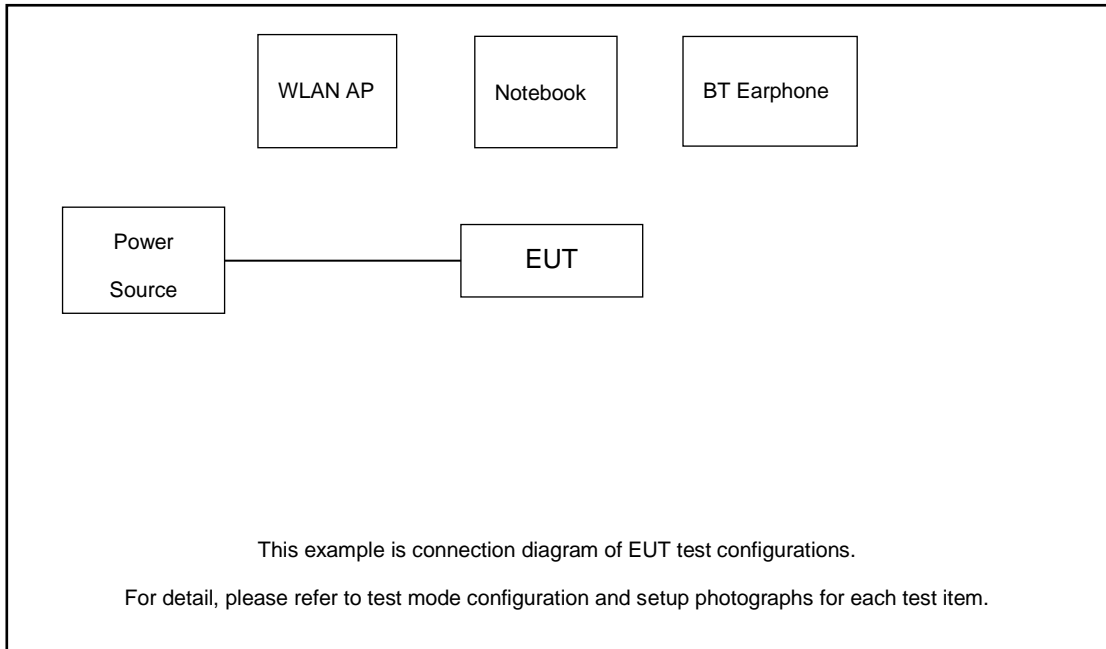 WLAN AP
Notebook
BT Earphone
Power
Source
EUT
This example is connection diagram of EUT test configurations.
For detail, please refer to test mode configuration and setup photographs for each test item.